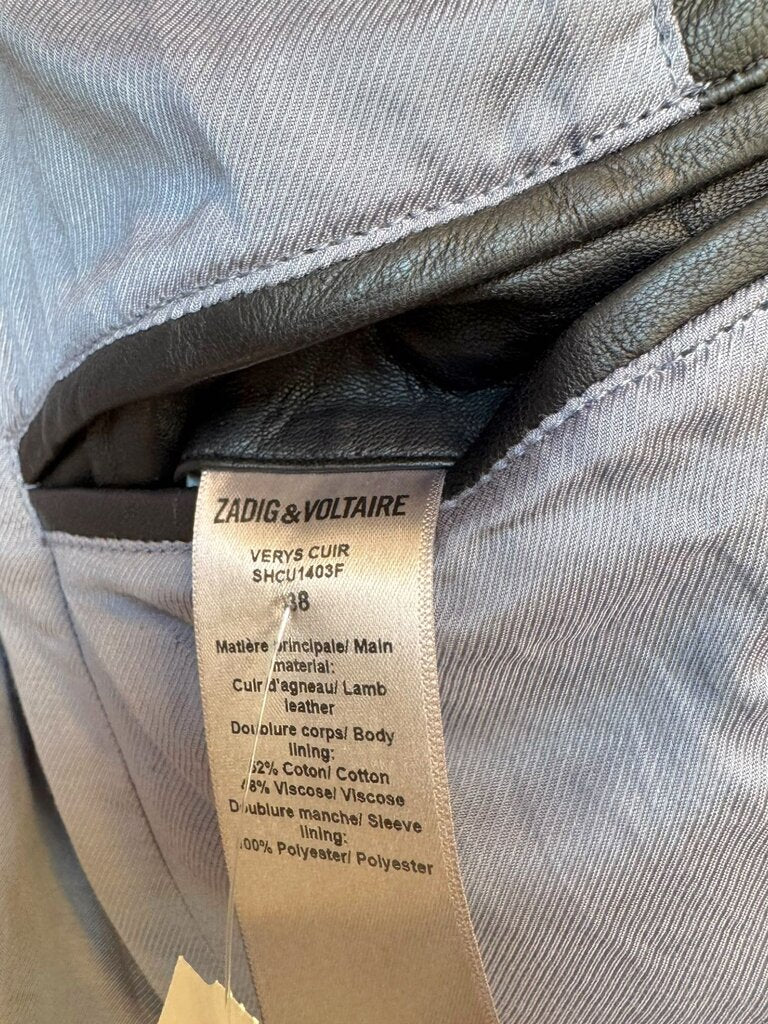 ZADIG&VOLTAIRE
VERYS CUIR
SHCU1403F
38
Matière principale/ Main
material:
Cuir d'agneau/ Lamb
leather
Doublure corps/ Body
lining:
52% Coton/ Cotton
48% Viscose/ Viscose
Doublure manche/ Sleeve
lining:
100% Polyester/ Polyester